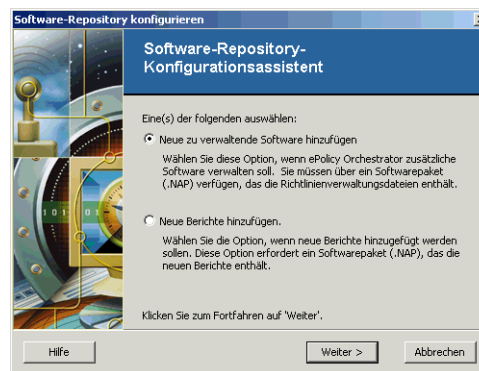 Software-Repository konfigurieren
Software-Repository-
Konfigurationsassistent
Eine(s) der folgenden auswählen:
Neue zu verwaltende Software hinzufügen
Wählen Sie diese Option, wenn ePolicy Orchestrator zusätzliche
Software verwalten soll. Sie müssen über ein Softwarepaket
(.NAP) verfügen, das die Richtlinienverwaltungsdateien enthält.
Neue Berichte hinzufügen.
Wählen Sie die Option, wenn neue Berichte hinzugefügt werden
sollen. Diese Option erfordert ein Softwarepaket (.NAP), das die
neuen Berichte enthält.
Klicken Sie zum Fortfahren auf 'Weiter'.
Hilfe
Weiter >
Abbrechen